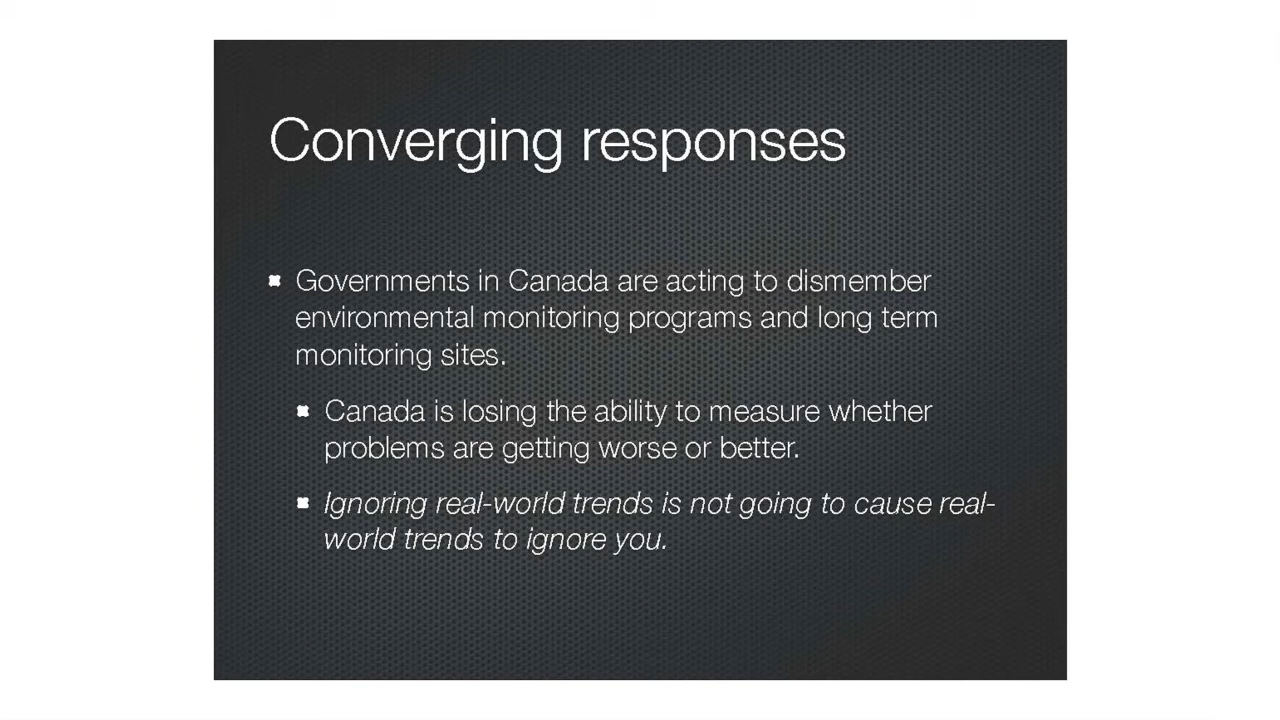 Converging responses
Governments in Canada are acting to dismember
environmental monitoring programs and long term
monitoring sites.
Canada is losing the ability to measure whether
problems are getting worse or better.
Ignoring real-world trends is not going to cause real-
world trends to ignore you.